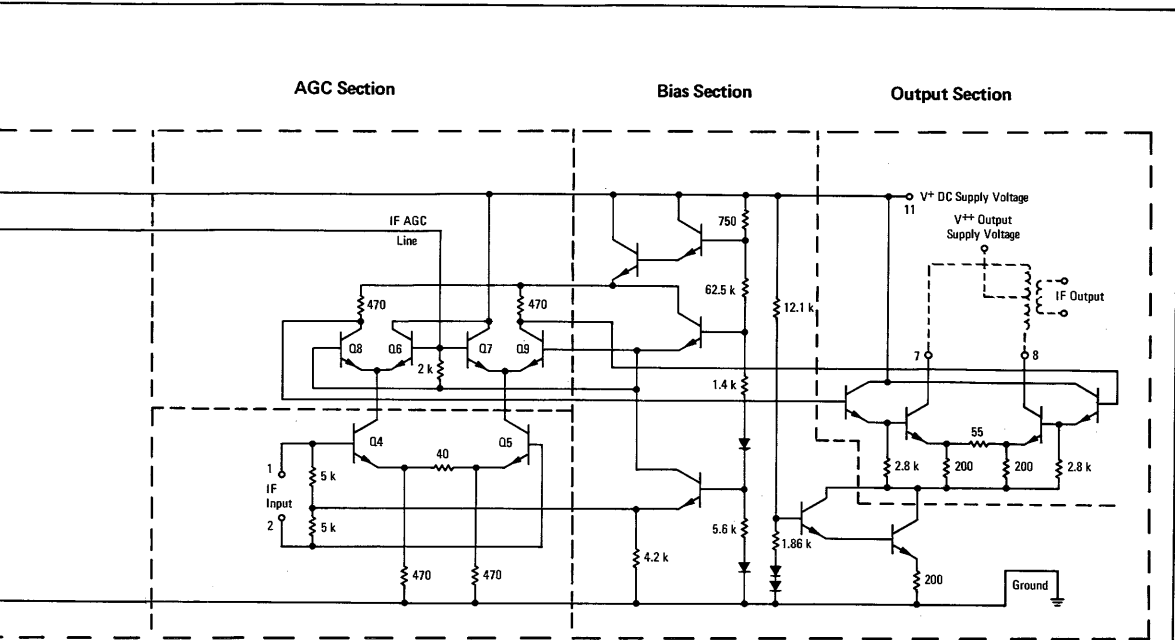 AGC Section
Bias Section
Output Section
V+ DC Supply Voltage
11
V++ Output
Supply Voltage
IF AGC
Line
750
62.5 k
12.1 k
IF Output
470
470
Q8
Q6
Q7
Q9
2 k
7
8
1.4 k
Q4
Q5
40
55
1
IF
Input
2
5 k
5 k
2.8 k
200
200
2.8 k
5.6 k
1.86 k
4.2 k
470
470
200
Ground